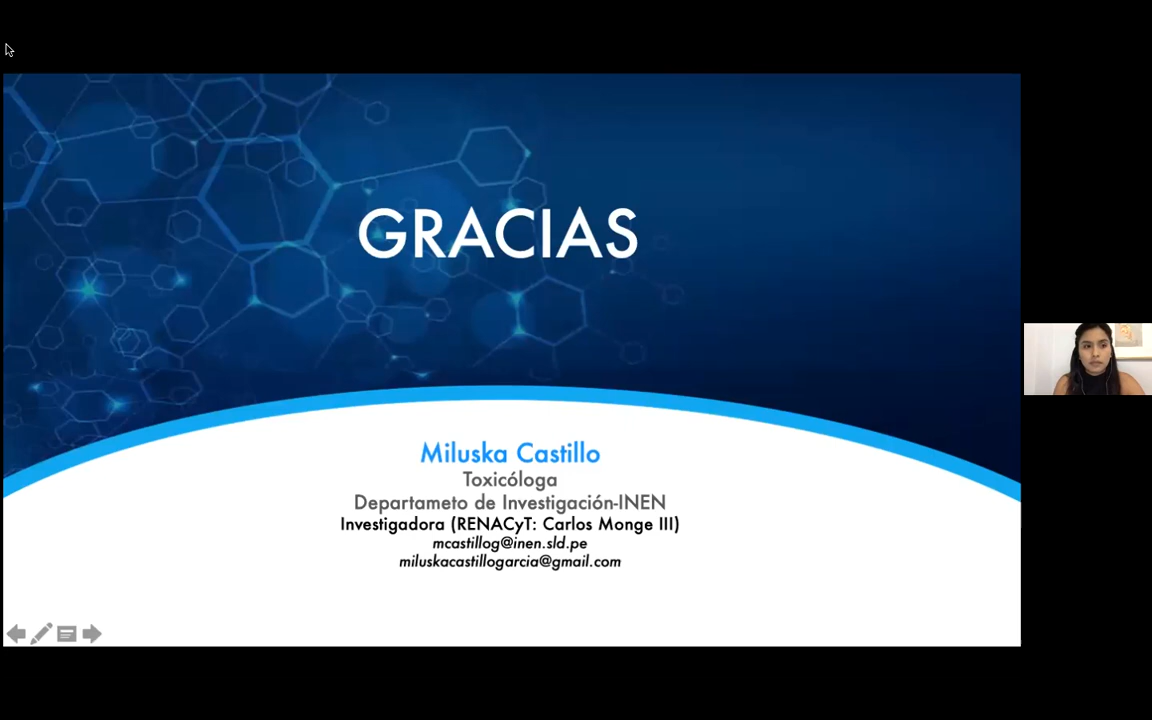 GRACIAS
Miluska Castillo
Toxicóloga
Departameto de Investigación-INEN
Investigadora (RENACyT: Carlos Monge III)
mcastillog@inen.sld.pe
miluskacastillogarcia@gmail.com